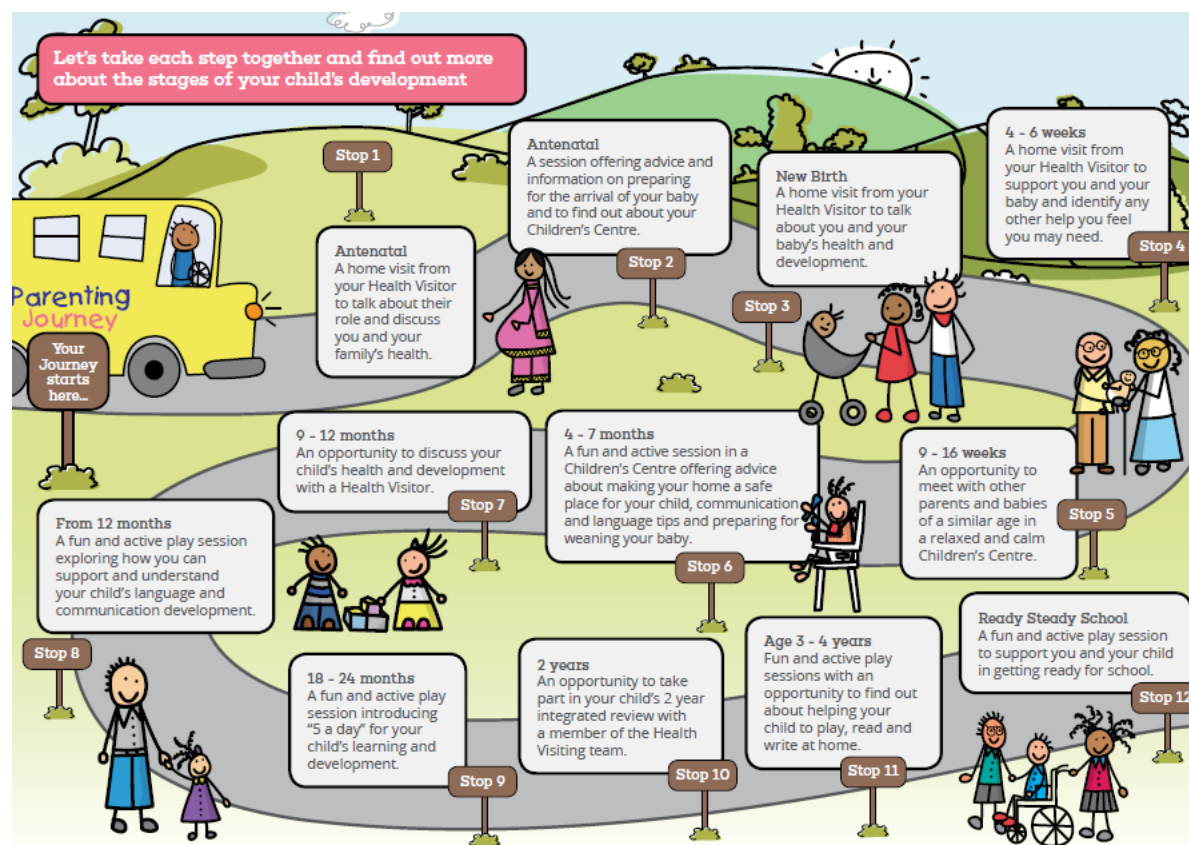 Let's take each step together and find out more
about the stages of your child's development
Parenting
Journey
Your
Journey
starts
here...
Stop 1
Antenatal
A home visit from
your Health Visitor
to talk about their
role and discuss
you and your
family's health.
Antenatal
A session offering advice and
information on preparing
for the arrival of your baby
and to find out about your
Children's Centre.
Stop 2
New Birth
A home visit from your
Health Visitor to talk
about you and your
baby's health and
development.
Stop 3
4 - 6 weeks
A home visit from
your Health Visitor to
support you and your
baby and identify any
other help you feel
you may need.
Stop 4
9 - 16 weeks
An opportunity to
meet with other
parents and babies
of a similar age in
a relaxed and calm
Children's Centre.
Stop 5
4 - 7 months
A fun and active session in a
Children's Centre offering advice
about making your home a safe
place for your child, communication
and language tips and preparing for
weaning your baby.
Stop 6
9 - 12 months
An opportunity to discuss your
child's health and development
with a Health Visitor.
Stop 7
From 12 months
A fun and active play session
exploring how you can
support and understand
your child's language and
communication development.
Stop 8
18 - 24 months
A fun and active play
session introducing
"5 a day" for your
child's learning and
development.
Stop 9
2 years
An opportunity to take
part in your child's 2 year
integrated review with
a member of the Health
Visiting team.
Stop 10
Age 3 - 4 years
Fun and active play
sessions with an
opportunity to find out
about helping your
child to play, read and
write at home.
Stop 11
Ready Steady School
A fun and active play session
to support you and your child
in getting ready for school.
Stop 12